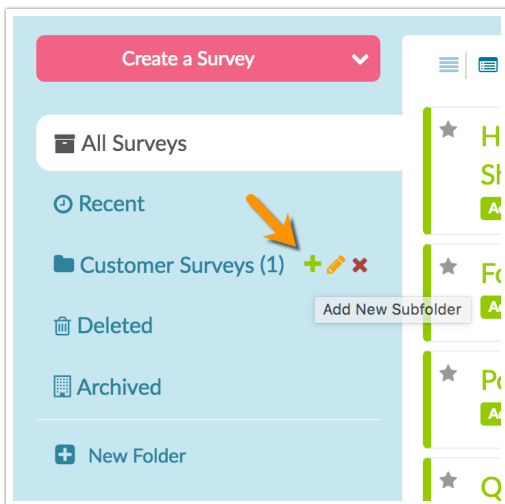 Create a Survey
All Surveys
Recent
Customer Surveys (1)
Add New Subfolder
Deleted
Archived
New Folder